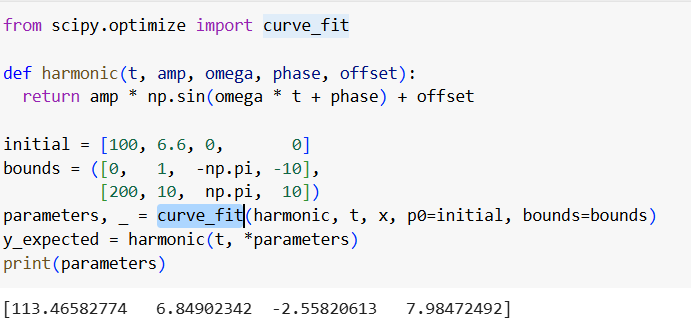 from scipy.optimize import curve_fit
def harmonic(t, amp, omega, phase, offset):
  return amp * np.sin(omega * t + phase) + offset
initial = [100, 6.6, 0,       0]
bounds = ([0,   1,  -np.pi, -10],
          [200, 10,  np.pi,  10])
parameters, _ = curve_fit(harmonic, t, x, p0=initial, bounds=bounds)
y_expected = harmonic(t, *parameters)
print(parameters)
[113.46582774   6.84902342  -2.55820613   7.98472492]